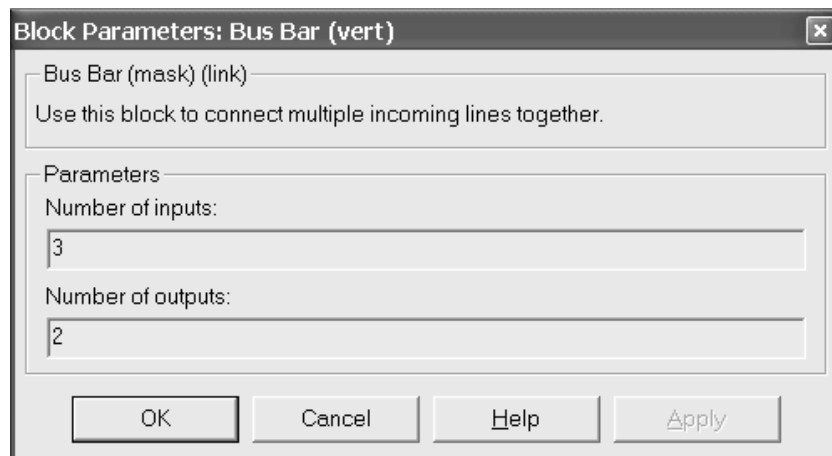 Block Parameters: Bus Bar (vert)
Bus Bar (mask) (link)
Use this block to connect multiple incoming lines together.
Parameters
Number of inputs:
3
Number of outputs:
2
OK Cancel Help Apply